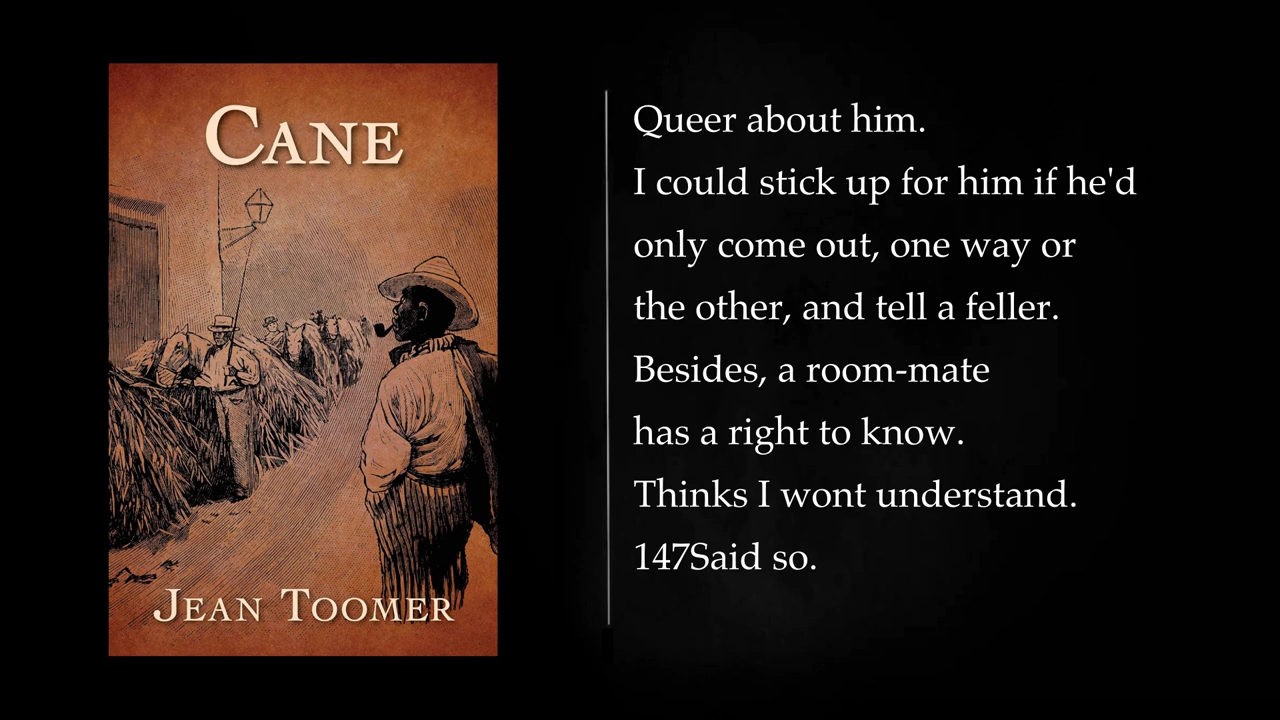 CANE
JEAN TOOMER
Queer about him.
I could stick up for him if he'd
only come out, one way or
the other, and tell a feller.
Besides, a room-mate
has a right to know.
Thinks I wont understand.
147Said so.